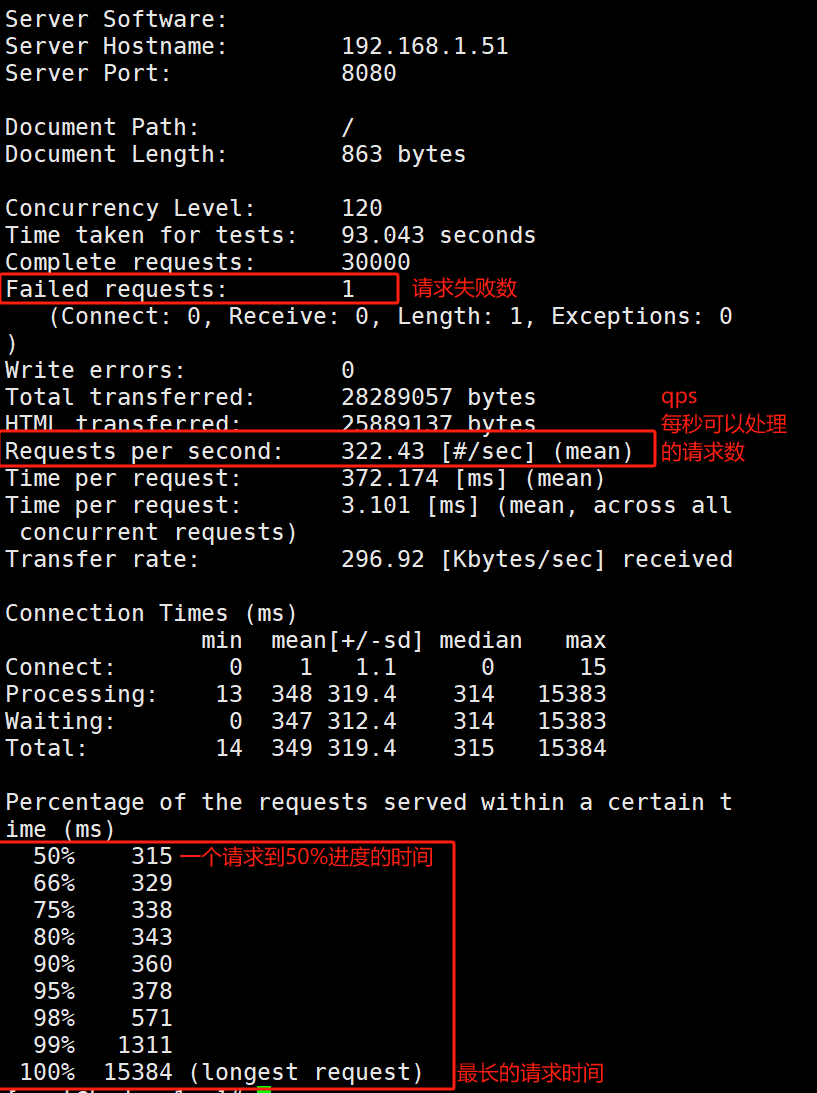 Server Software:
Server Hostname: 192.168.1.51
Server Port: 8080
Document Path: /
Document Length: 863 bytes
Concurrency Level: 120
Time taken for tests: 93.043 seconds
Complete requests: 30000
Failed requests: 1 请求失败数
(Connect: 0, Receive: 0, Length: 1, Exceptions: 0
)
Write errors: 0
Total transferred: 28289057 bytes
qps
HTML transferred: 25889137 bytes
每秒可以处理
Requests per second: 322.43 [#/sec] (mean)
的请求数
Time per request: 372.174 [ms] (mean)
Time per request: 3.101 [ms] (mean, across all
concurrent requests)
Transfer rate: 296.92 [Kbytes/sec] received
Connection Times (ms)
min mean[+/-sd] median max
Connect: 0 1 1.1 0 15
Processing: 13 348 319.4 314 15383
Waiting: 0 347 312.4 314 15383
Total: 14 349 319.4 315 15384
Percentage of the requests served within a certain t
ime (ms)
50% 315 一个请求到50%进度的时间
66% 329
75% 338
80% 343
90% 360
95% 378
98% 571
99% 1311
100% 15384 (longest request) 最长的请求时间